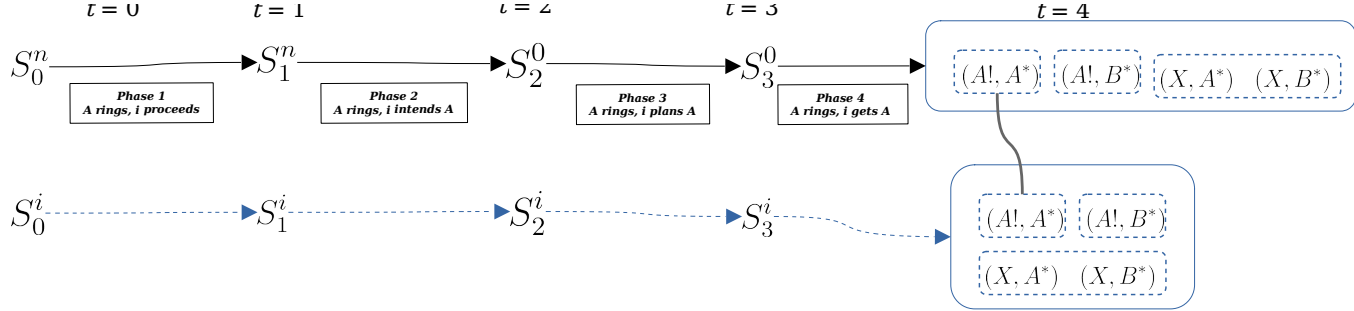 t = 0 t = 1 t = 2 t = 3 t = 4
S_0^n S_1^n S_2^0 S_3^0 (A!, A*) (A!, B*) (X, A*) (X, B*)
Phase 1
A rings, i proceeds
Phase 2
A rings, i intends A
Phase 3
A rings, i plans A
Phase 4
A rings, i gets A
S_0^i S_1^i S_2^i S_3^i (A!, A*) (A!, B*)
(X, A*) (X, B*)